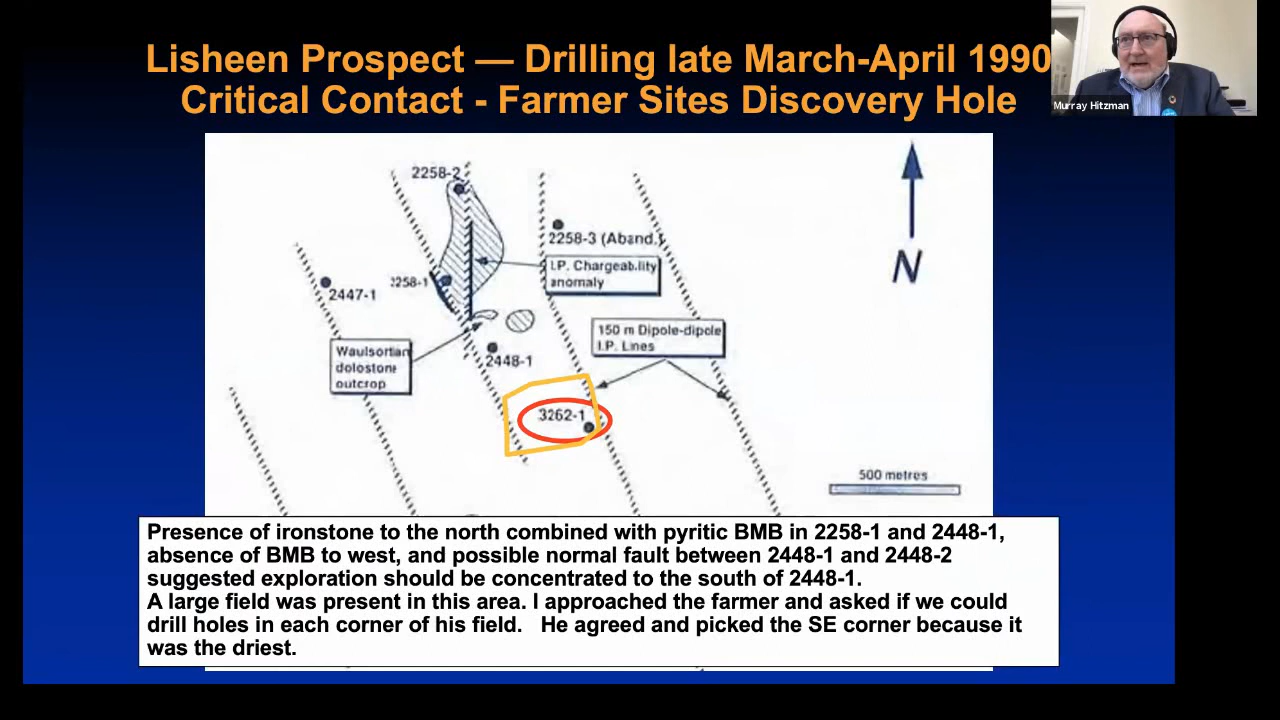 Lisheen Prospect — Drilling late March-April 1990
Critical Contact - Farmer Sites Discovery Hole
Murray Hitzman
2258-2
2258-3 (Aband.)
I.P. Chargeability
anomaly
2447-1
3258-1
150 m Dipole-dipole
I.P. Lines
Waulsortian
dolostone
outcrop
2448-1
3262-1
N
500 metres
Presence of ironstone to the north combined with pyritic BMB in 2258-1 and 2448-1,
absence of BMB to west, and possible normal fault between 2448-1 and 2448-2
suggested exploration should be concentrated to the south of 2448-1.
A large field was present in this area. I approached the farmer and asked if we could
drill holes in each corner of his field. He agreed and picked the SE corner because it
was the driest.